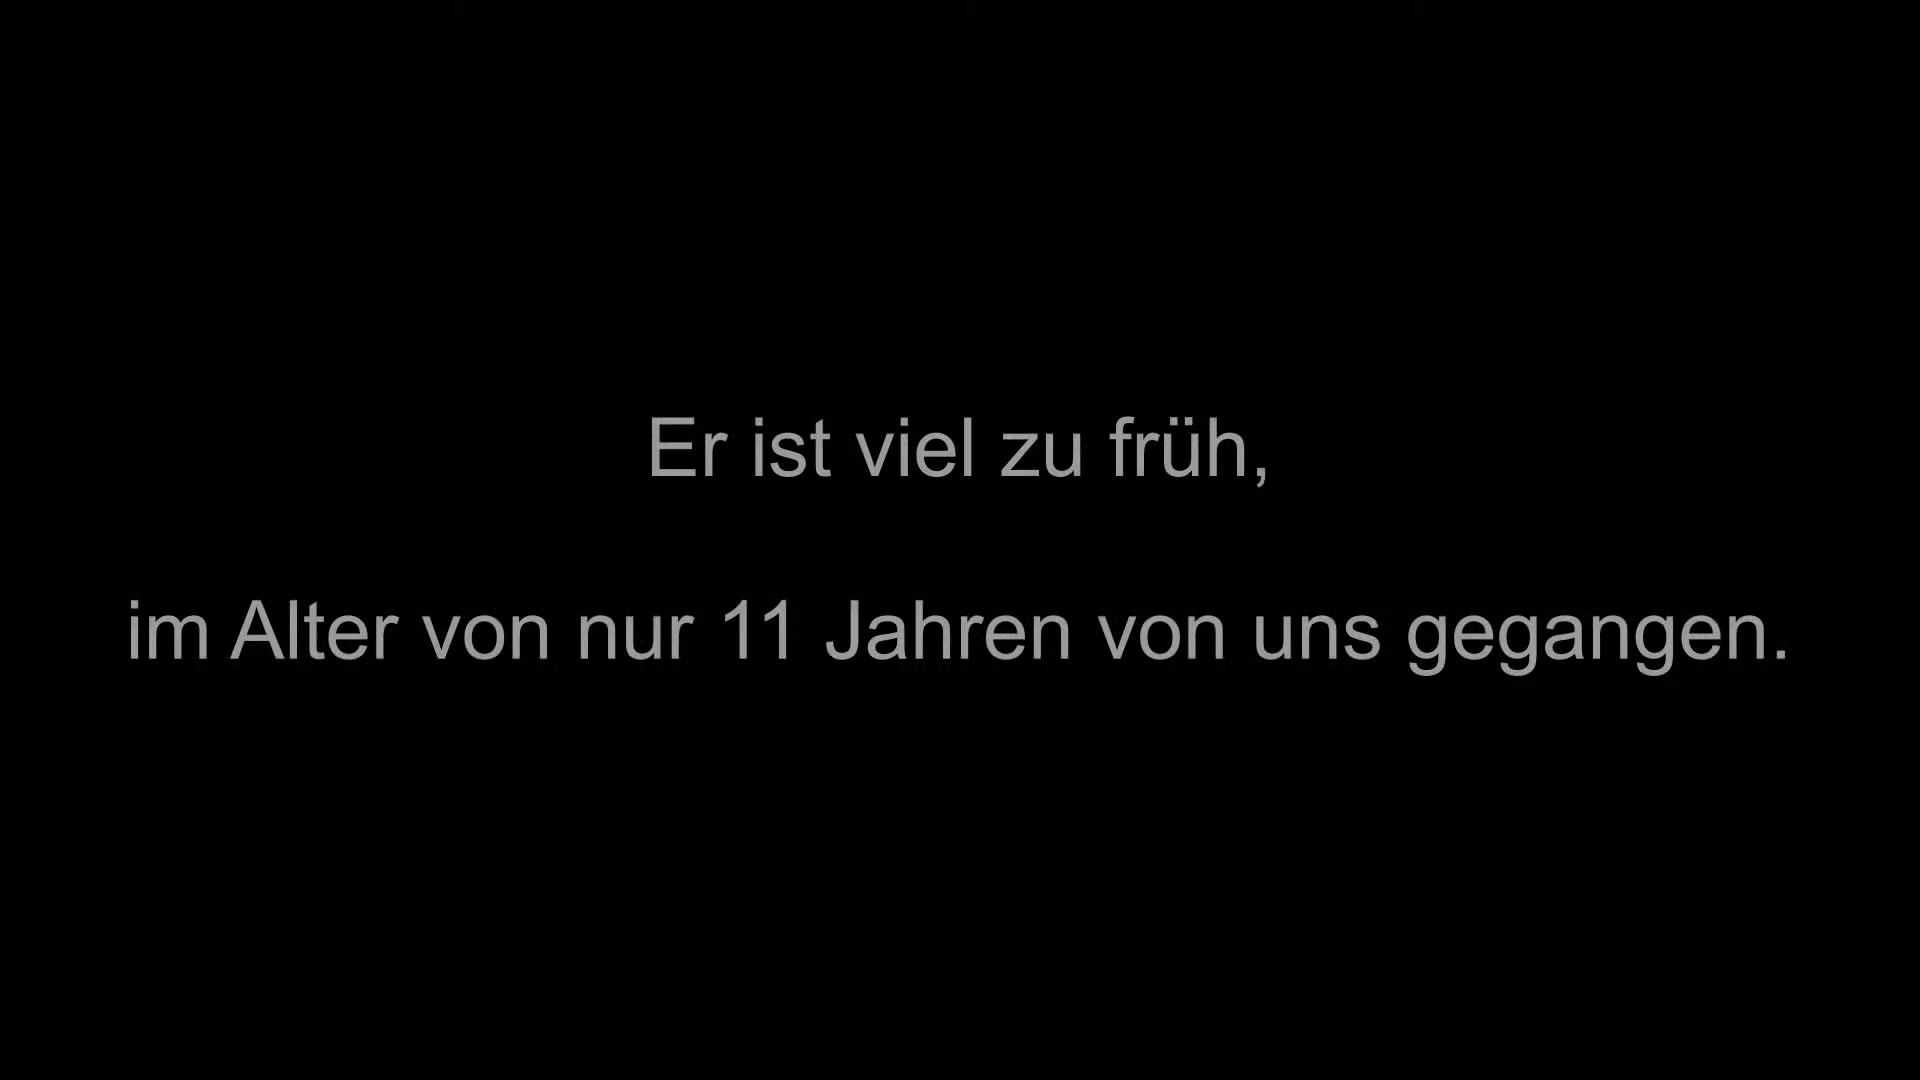 Er ist viel zu früh,
im Alter von nur 11 Jahren von uns gegangen.